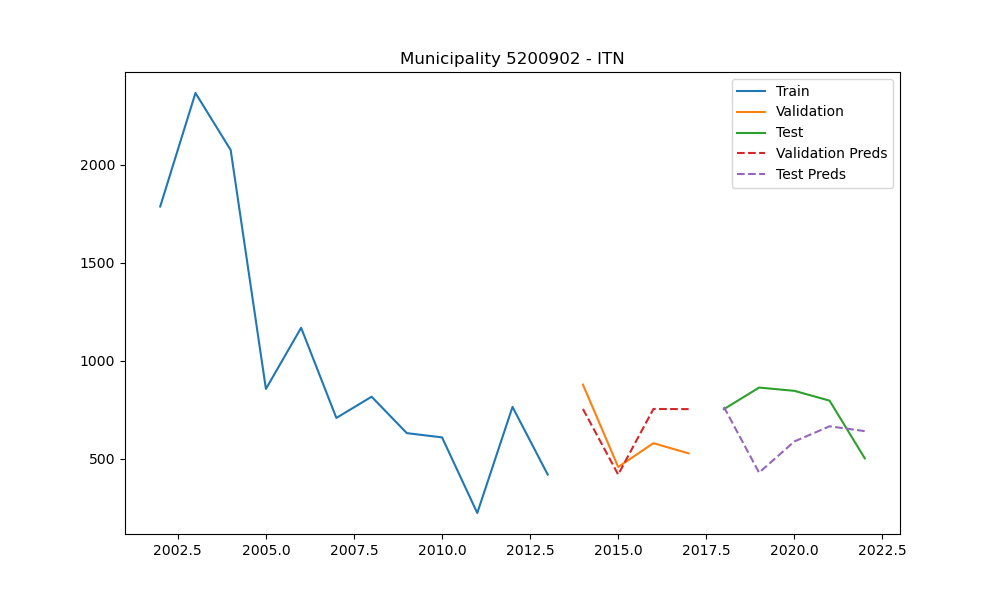 Municipality 5200902 - ITN
Train
Validation
Test
Validation Preds
Test Preds
2000
1500
1000
500
2002.5 2005.0 2007.5 2010.0 2012.5 2015.0 2017.5 2020.0 2022.5